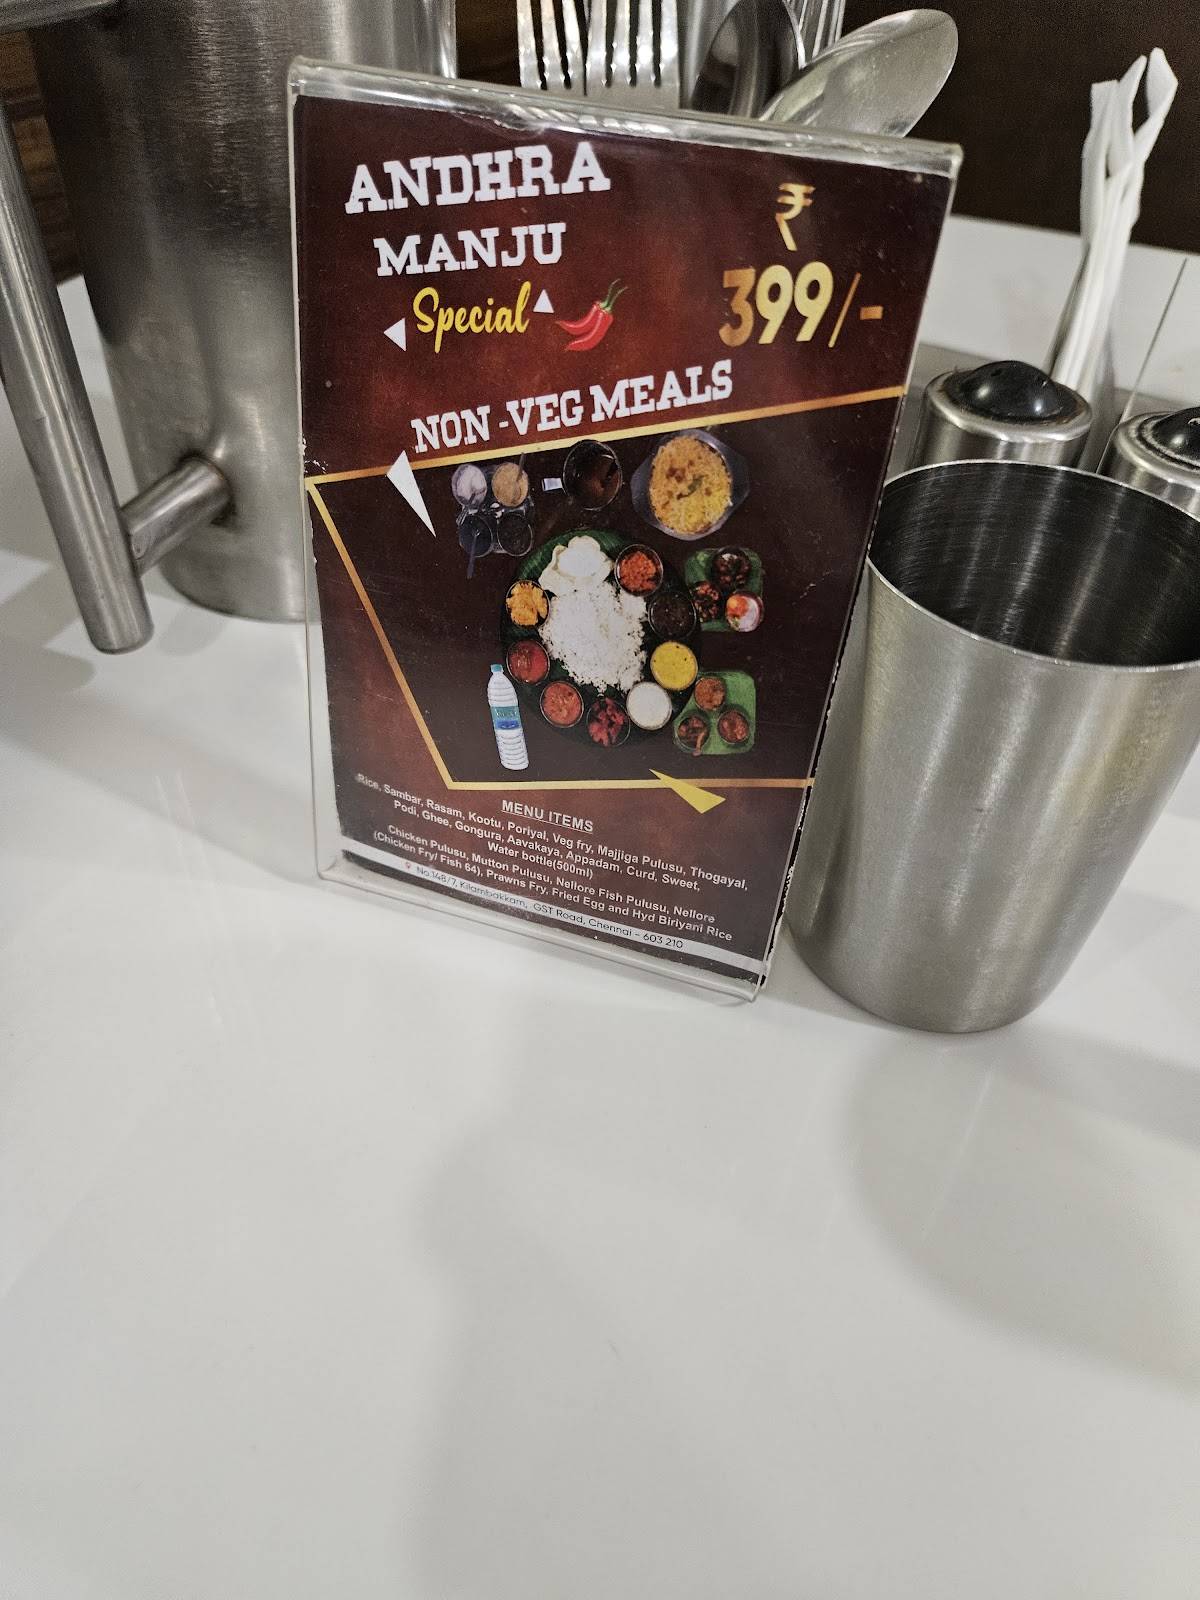 ANDHRA
MANJU
Special
₹
399/-
NON-VEG MEALS
MENU ITEMS
Rice, Sambar, Rasam, Kootu, Poriyal, Veg fry, Majjiga Pulusu, Thogayal,
Podi, Ghee, Gongura, Aavakaya, Appadam, Curd, Sweet,
Water bottle(500ml)
Chicken Pulusu, Mutton Pulusu, Nellore Fish Pulusu, Nellore
(Chicken Fry/ Fish 64), Prawns Fry, Fried Egg and Hyd Biriyani Rice
No.148/7, Kilambakkam, GST Road, Chennai - 603 210